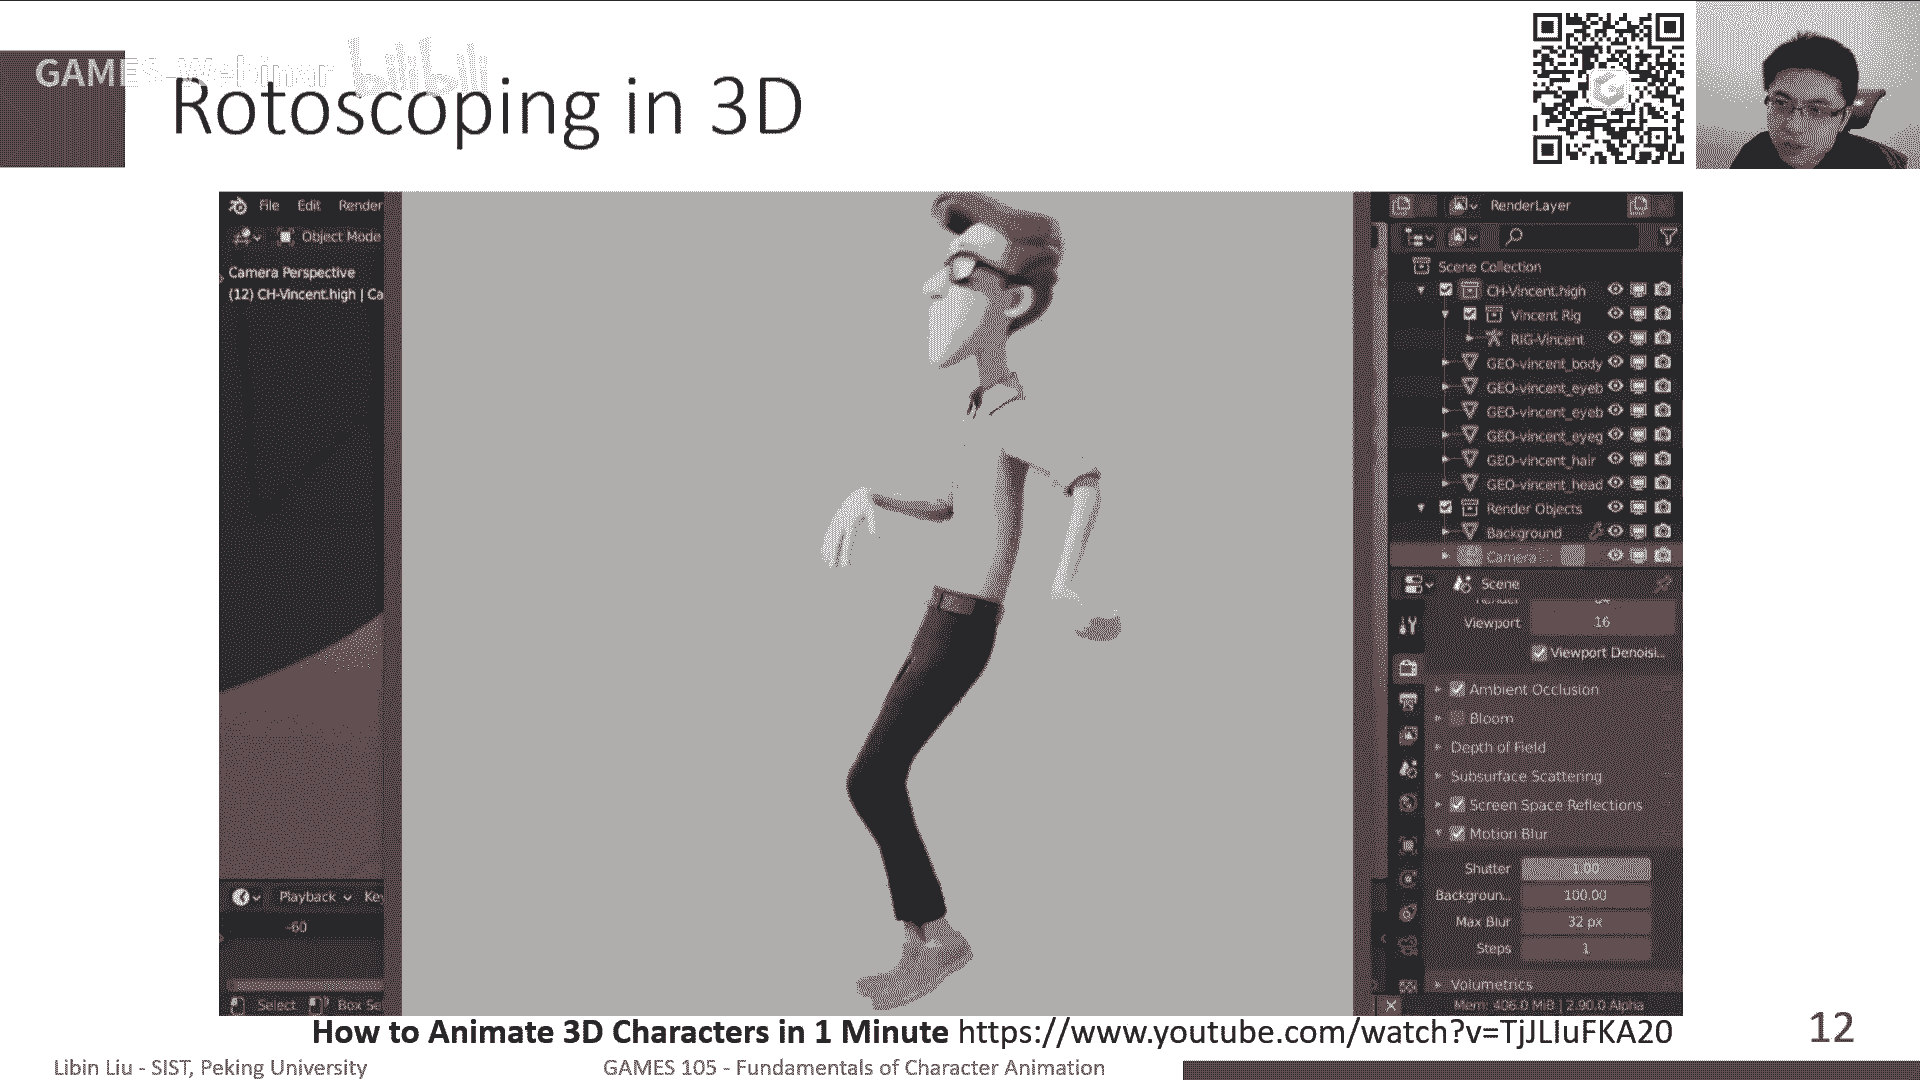 GAMES-Webinar bilibili
Rotoscoping in 3D
File Edit Render
Object Mode
Camera Perspective
(12) CH-Vincent.high | Ca
Playback Key
-60
Select Box Se
RenderLayer
Scene Collection
CH-Vincent.high
Vincent Rig
RIG-Vincent
GEO-vincent_body
GEO-vincent_eyeb
GEO-vincent_eyeb
GEO-vincent_eyeg
GEO-vincent_hair
GEO-vincent_head
Render Objects
Background
Camera
Scene
Viewport 16
Viewport Denoisi...
Ambient Occlusion
Bloom
Depth of Field
Subsurface Scattering
Screen Space Reflections
Motion Blur
Shutter 1.00
Backgroun... 100.00
Max Blur 32 px
Steps 1
Volumetrics
Mem: 406.0 MiB | 2.90.0 Alpha
How to Animate 3D Characters in 1 Minute https://www.youtube.com/watch?v=TjJLIuFKA20
12
Libin Liu - SIST, Peking University
GAMES 105 - Fundamentals of Character Animation